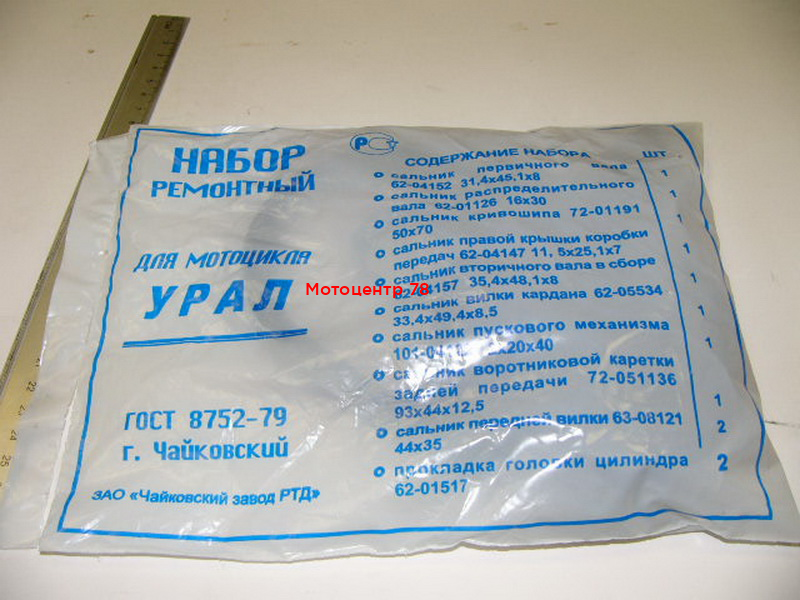 НАБОР
РЕМОНТНЫЙ
ДЛЯ МОТОЦИКЛА
УРАЛ
ГОСТ 8752-79
г. Чайковский
ЗАО «Чайковский завод РТД»
СОДЕРЖАНИЕ НАБОРА ШТ
сальник первичного вала 1
62-04152 31,4х45,1х8
сальник распределительного 1
вала 62-01126 16х30
сальник кривошипа 72-01191 1
50х70
сальник правой крышки коробки 1
передач 62-04147 11, 5х25,1х7
сальник вторичного вала в сборе 1
35,4х48,1х8
сальник вилки кардана 62-05534 1
33,4х49,4х8,5
сальник пускового механизма 1
х20х40
сальник воротниковой каретки
задней передачи 72-051136
93х44х12,5 1
сальник передней вилки 63-08121 2
44х35
прокладка головки цилиндра 2
62-01517
Мотоцентр 78